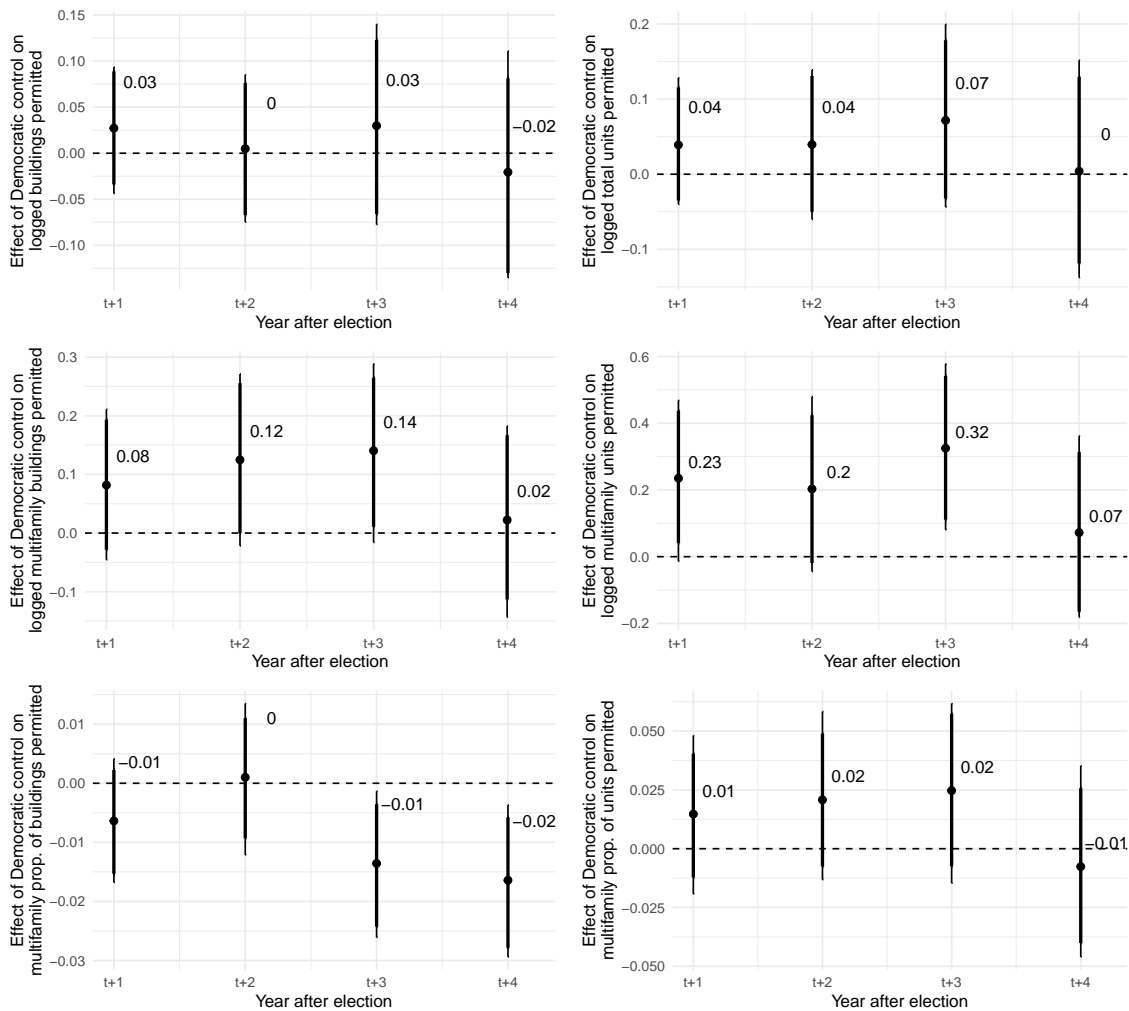 Effect of Democratic control on
logged buildings permitted
0.15
0.10
0.05
0.00
−0.05
−0.10
0.03
0
0.03
−0.02
t+1
t+2
t+3
t+4
Year after election
Effect of Democratic control on
logged total units permitted
0.2
0.1
0.0
−0.1
0.04
0.04
0.07
0
t+1
t+2
t+3
t+4
Year after election
Effect of Democratic control on
logged multifamily buildings permitted
0.3
0.2
0.1
0.0
−0.1
0.08
0.12
0.14
0.02
t+1
t+2
t+3
t+4
Year after election
Effect of Democratic control on
logged multifamily units permitted
0.6
0.4
0.2
0.0
−0.2
0.23
0.2
0.32
0.07
t+1
t+2
t+3
t+4
Year after election
Effect of Democratic control on
multifamily prop. of buildings permitted
0.01
0.00
−0.01
−0.02
−0.03
−0.01
0
−0.01
−0.02
t+1
t+2
t+3
t+4
Year after election
Effect of Democratic control on
multifamily prop. of units permitted
0.050
0.025
0.000
−0.025
−0.050
0.01
0.02
0.02
−0.01
t+1
t+2
t+3
t+4
Year after election